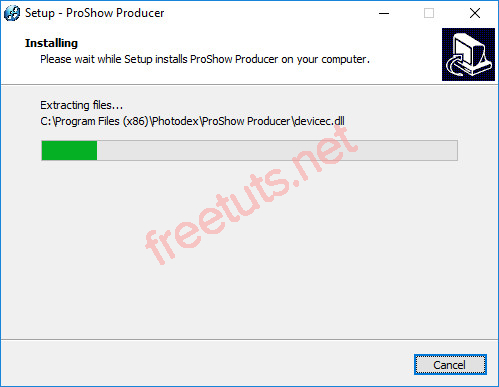 Setup - ProShow Producer
Installing
Please wait while Setup installs ProShow Producer on your computer.
Extracting files...
C:\Program Files (x86)\Photodex\ProShow Producer\devicec.dll
freetuts.net
Cancel